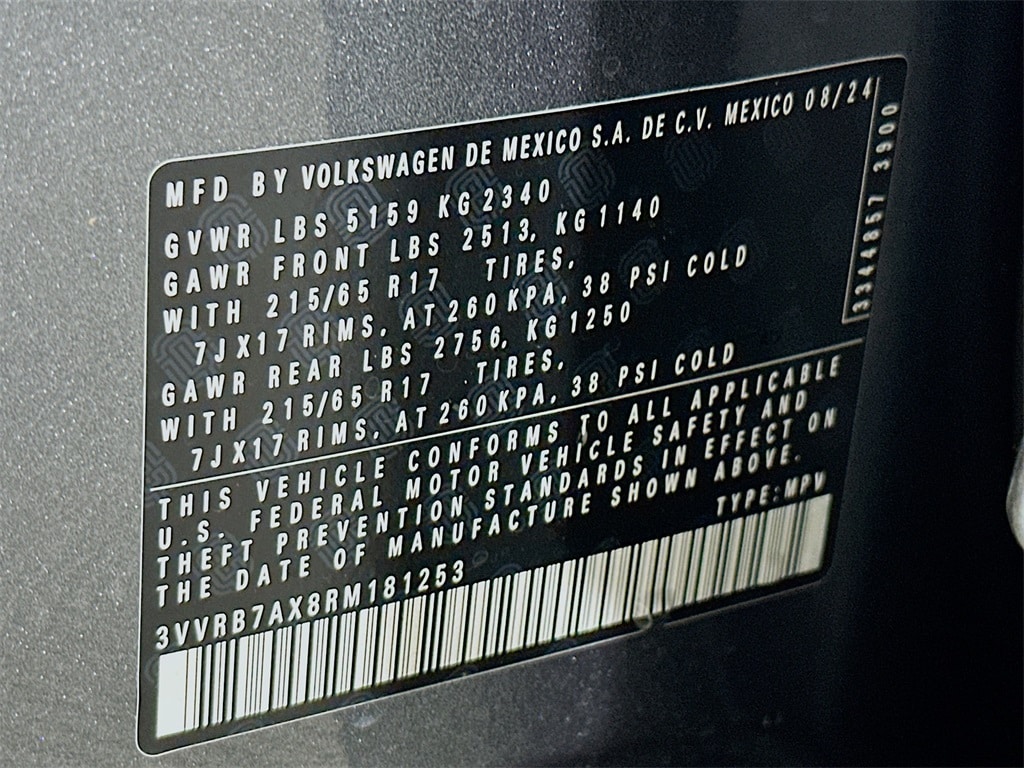 MFD BY VOLKSWAGEN DE MEXICO S.A. DE C.V. MEXICO 08/24
GVWR LBS 5159 KG 2340
GAWR FRONT LBS 2513, KG 1140
WITH 215/65 R17 TIRES,
7JX17 RIMS, AT 260 KPA, 38 PSI COLD
GAWR REAR LBS 2756, KG 1250
WITH 215/65 R17 TIRES,
7JX17 RIMS, AT 260 KPA, 38 PSI COLD
3344857 3900
THIS VEHICLE CONFORMS TO ALL APPLICABLE
U.S. FEDERAL MOTOR VEHICLE SAFETY AND
THEFT PREVENTION STANDARDS IN EFFECT ON
THE DATE OF MANUFACTURE SHOWN ABOVE.
3VVRB7AX8RM181253 TYPE:MPV